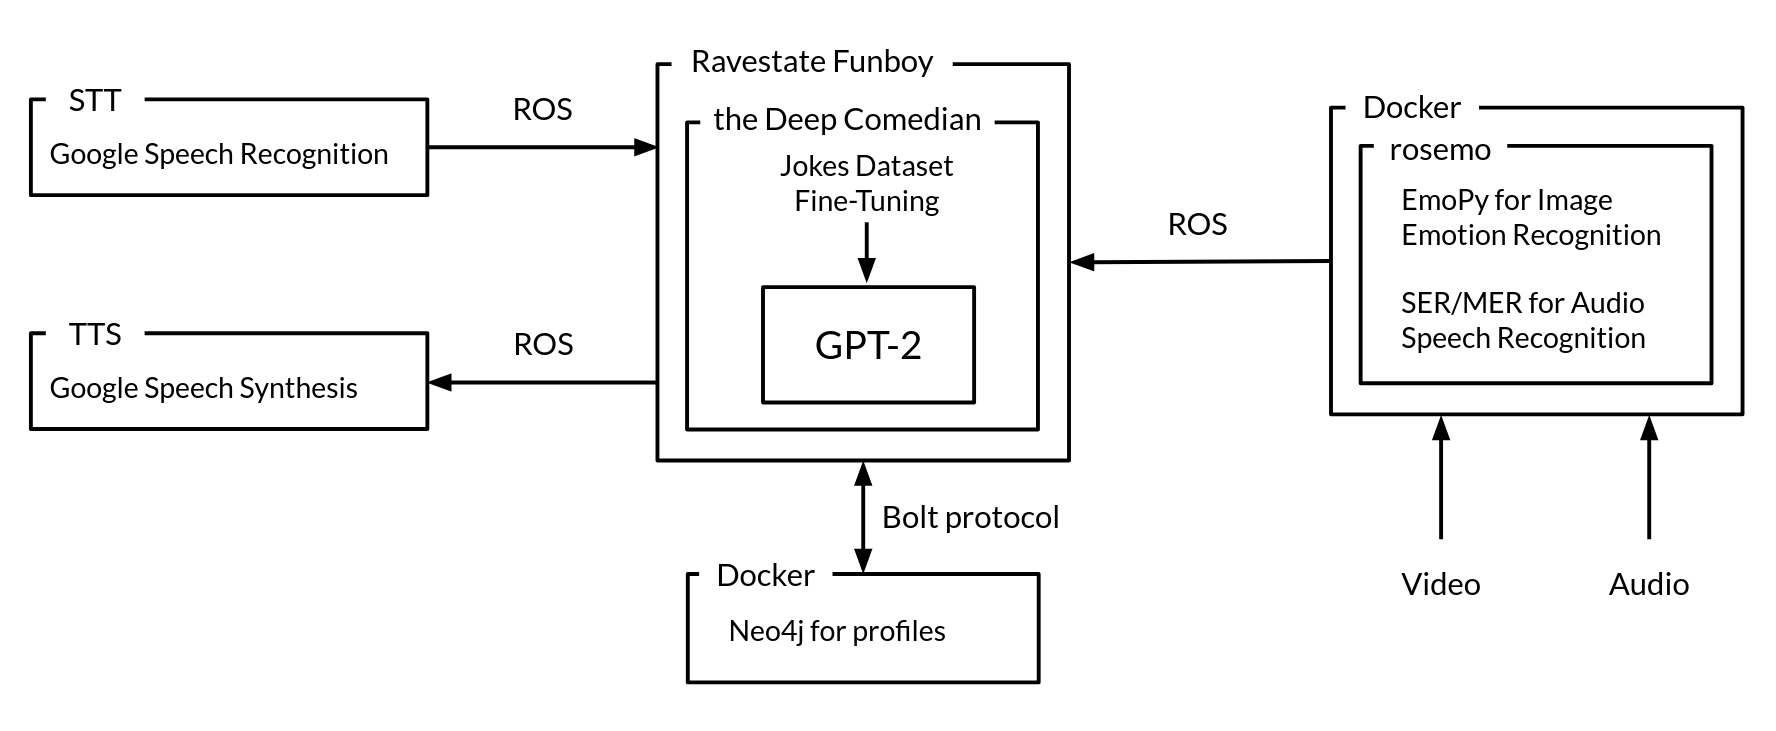 STT
Google Speech Recognition
ROS
TTS
Google Speech Synthesis
ROS
Ravestate Funboy
the Deep Comedian
Jokes Dataset
Fine-Tuning
GPT-2
Bolt protocol
Docker
Neo4j for profiles
ROS
Docker
rosemo
EmoPy for Image
Emotion Recognition
SER/MER for Audio
Speech Recognition
Video
Audio